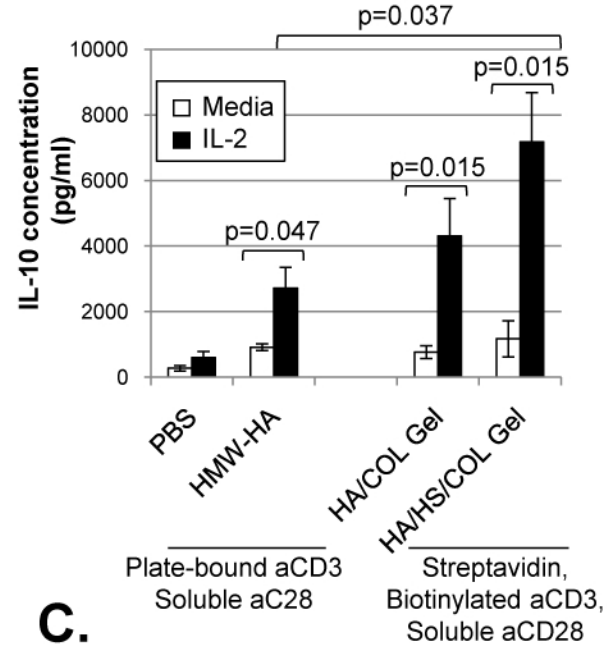 p=0.037
10000
8000
6000
4000
2000
0
IL-10 concentration
(pg/ml)
Media
IL-2
p=0.015
p=0.015
p=0.047
PBS
HMW-HA
HA/COL Gel
HA/HS/COL Gel
Plate-bound aCD3
Soluble aC28
Streptavidin,
Biotinylated aCD3,
Soluble aCD28
C.